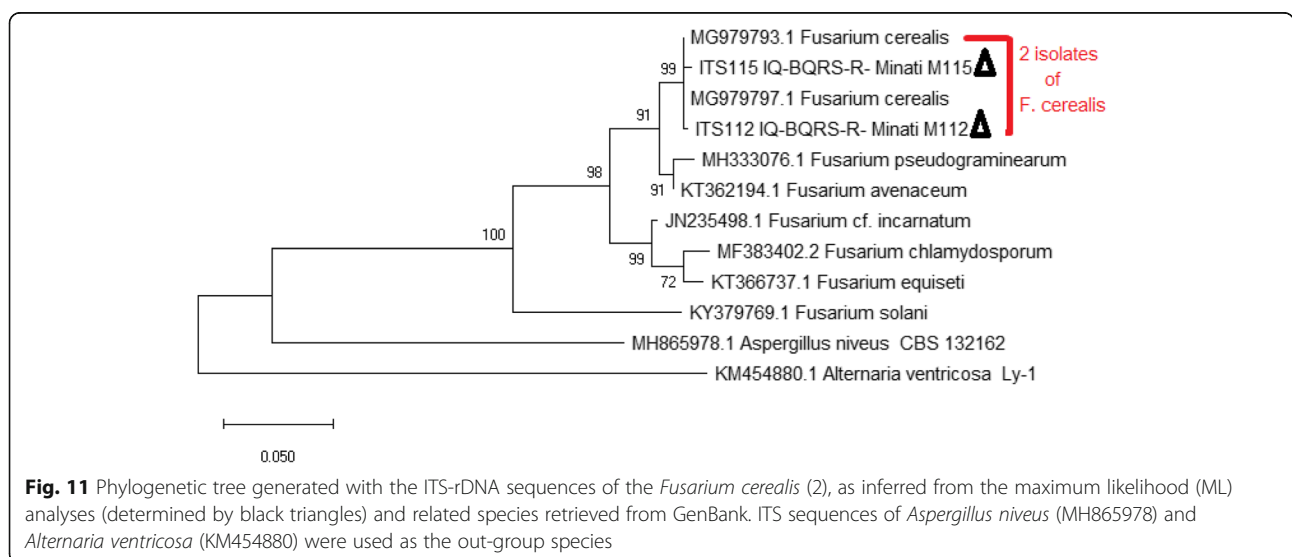 MG979793.1 Fusarium cerealis
99
ITS115 IQ-BQRS-R- Minati M115
2 isolates
of
F. cerealis
MG979797.1 Fusarium cerealis
91
ITS112 IQ-BQRS-R- Minati M112
MH333076.1 Fusarium pseudograminearum
98
91
KT362194.1 Fusarium avenaceum
JN235498.1 Fusarium cf. incarnatum
100
MF383402.2 Fusarium chlamydosporum
99
72
KT366737.1 Fusarium equiseti
KY379769.1 Fusarium solani
MH865978.1 Aspergillus niveus CBS 132162
KM454880.1 Alternaria ventricosa Ly-1
0.050
Fig. 11 Phylogenetic tree generated with the ITS-rDNA sequences of the Fusarium cerealis (2), as inferred from the maximum likelihood (ML)
analyses (determined by black triangles) and related species retrieved from GenBank. ITS sequences of Aspergillus niveus (MH865978) and
Alternaria ventricosa (KM454880) were used as the out-group species